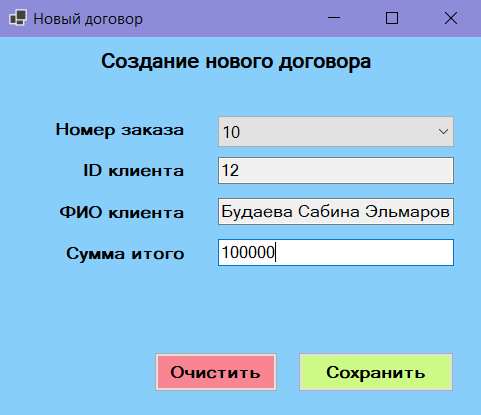 Новый договор
Создание нового договора
Номер заказа 10
ID клиента 12
ФИО клиента Будаева Сабина Эльмаров
Сумма итого 100000
Очистить Сохранить